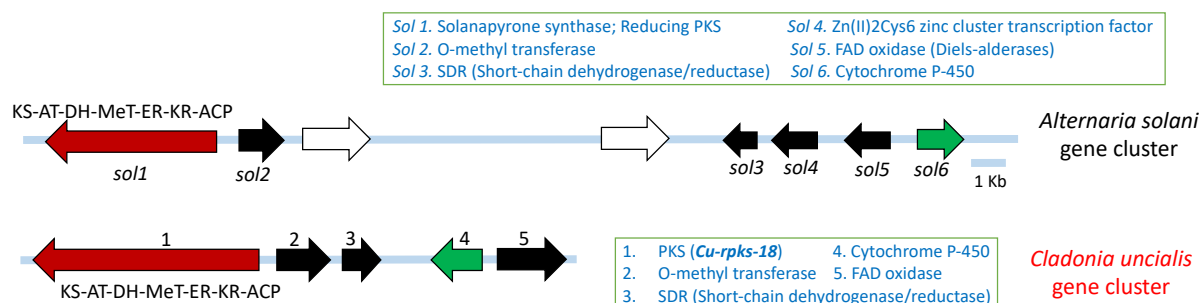 Sol 1. Solanapyrone synthase; Reducing PKS
Sol 4. Zn(II)2Cys6 zinc cluster transcription factor
Sol 2. O-methyl transferase
Sol 5. FAD oxidase (Diels-alderases)
Sol 3. SDR (Short-chain dehydrogenase/reductase)
Sol 6. Cytochrome P-450
KS-AT-DH-MeT-ER-KR-ACP
Alternaria solani
gene cluster
sol1
sol2
sol3
sol4
sol5
sol6
1 Kb
1
2
3
4
5
KS-AT-DH-MeT-ER-KR-ACP
1. PKS (Cu-rpks-18)
4. Cytochrome P-450
2. O-methyl transferase
5. FAD oxidase
3. SDR (Short-chain dehydrogenase/reductase)
Cladonia uncialis
gene cluster